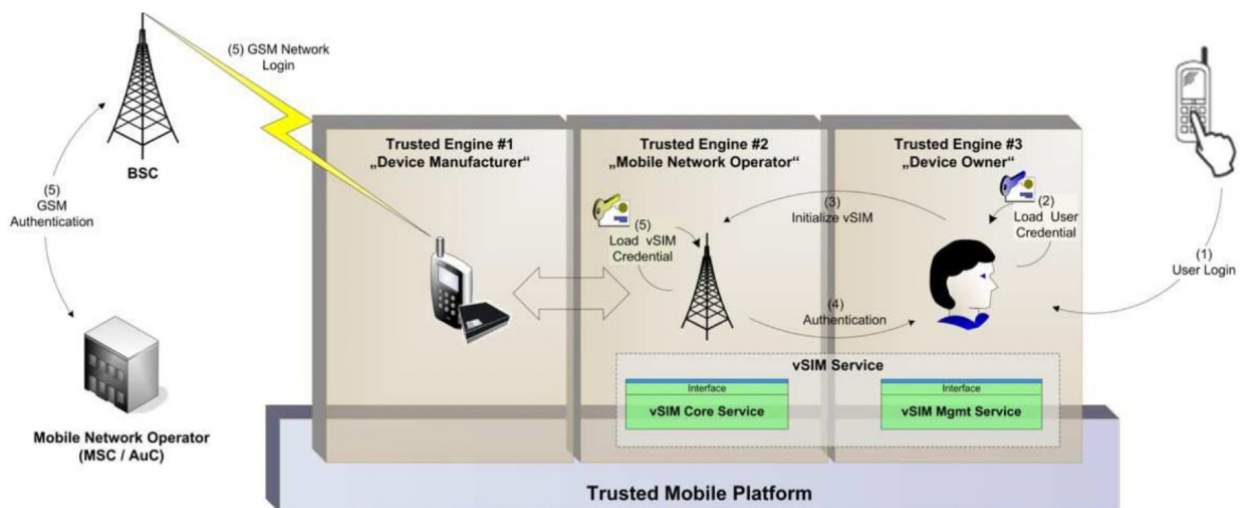 (5) GSM Network
Login
BSC
(5)
GSM
Authentication
Mobile Network Operator
(MSC / AuC)
Trusted Engine #1
„Device Manufacturer“
Trusted Engine #2
„Mobile Network Operator“
Trusted Engine #3
„Device Owner“
(3)
Initialize vSIM
(2)
Load User
Credential
(5)
Load vSIM
Credential
(4)
Authentication
(1)
User Login
vSIM Service
Interface
vSIM Core Service
Interface
vSIM Mgmt Service
Trusted Mobile Platform